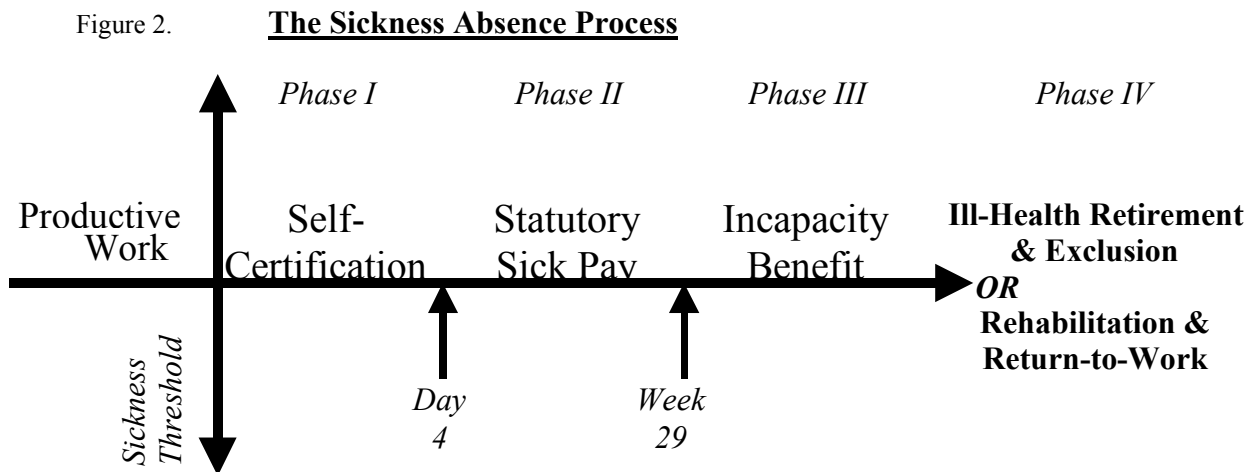 Figure 2. The Sickness Absence Process
Phase I Phase II Phase III Phase IV
Productive
Work
Self-
Certification
Statutory
Sick Pay
Incapacity
Benefit
Ill-Health Retirement
& Exclusion
OR
Rehabilitation &
Return-to-Work
Sickness
Threshold
Day
4
Week
29